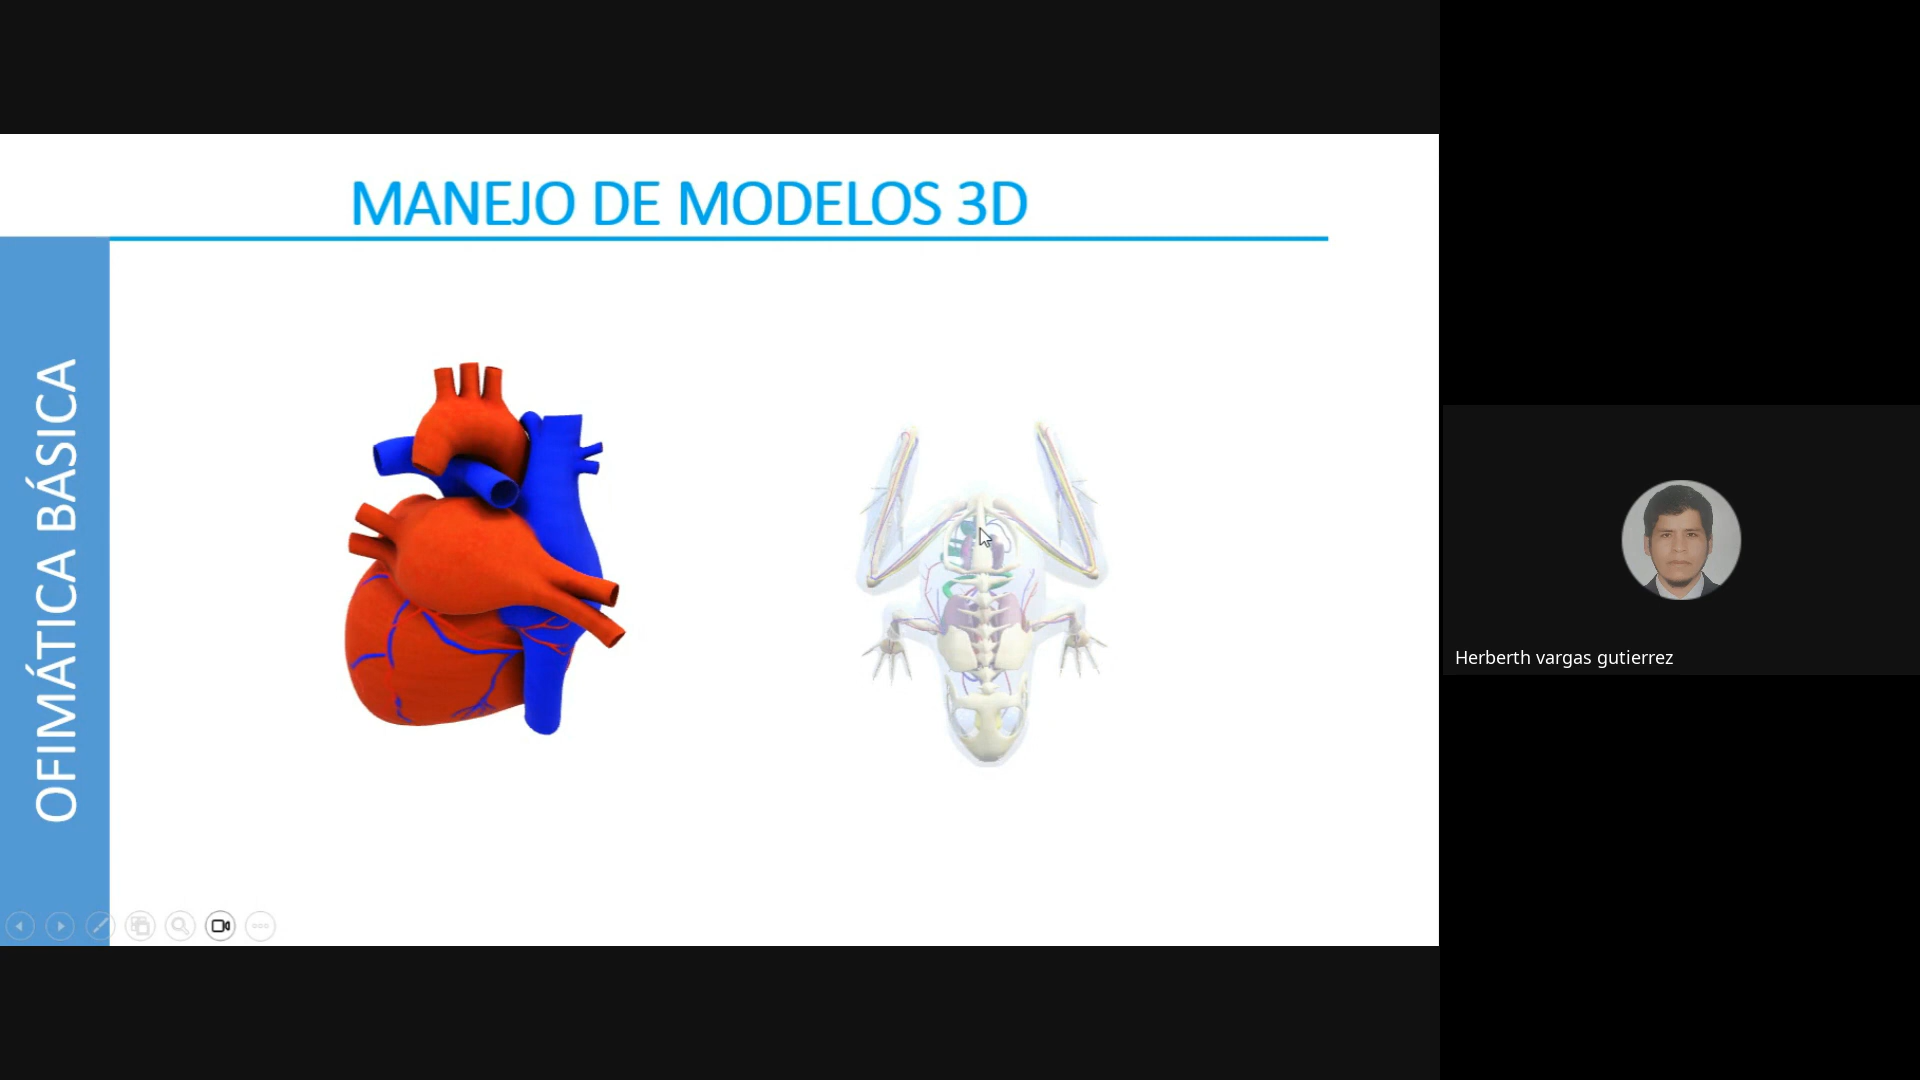 MANEJO DE MODELOS 3D
OFIMÁTICA BÁSICA
Herberth vargas gutierrez